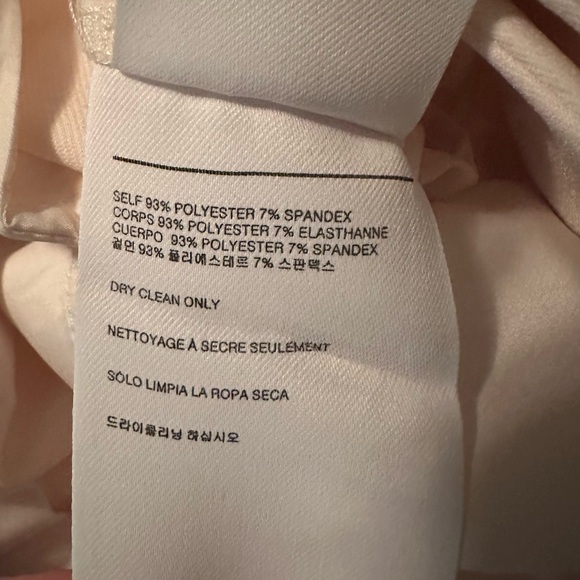 SELF 93% POLYESTER 7% SPANDEX
CORPS 93% POLYESTER 7% ELASTHANNE
CUERPO 93% POLYESTER 7% SPANDEX
겉면 93% 폴리에스테르 7% 스판덱스
DRY CLEAN ONLY
NETTOYAGE À SECRE SEULEMENT
SÓLO LIMPIA LA ROPA SECA
드라이클리닝 하십시오